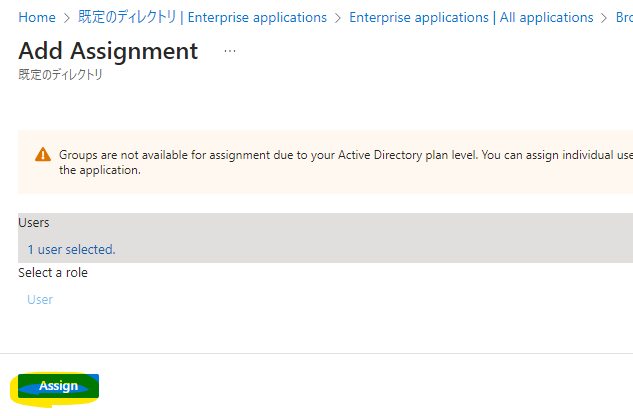 Home > 既定のディレクトリ | Enterprise applications > Enterprise applications | All applications >
Add Assignment ...
既定のディレクトリ
Groups are not available for assignment due to your Active Directory plan level. You can assign individual
the application.
Users
1 user selected.
Select a role
User
Assign